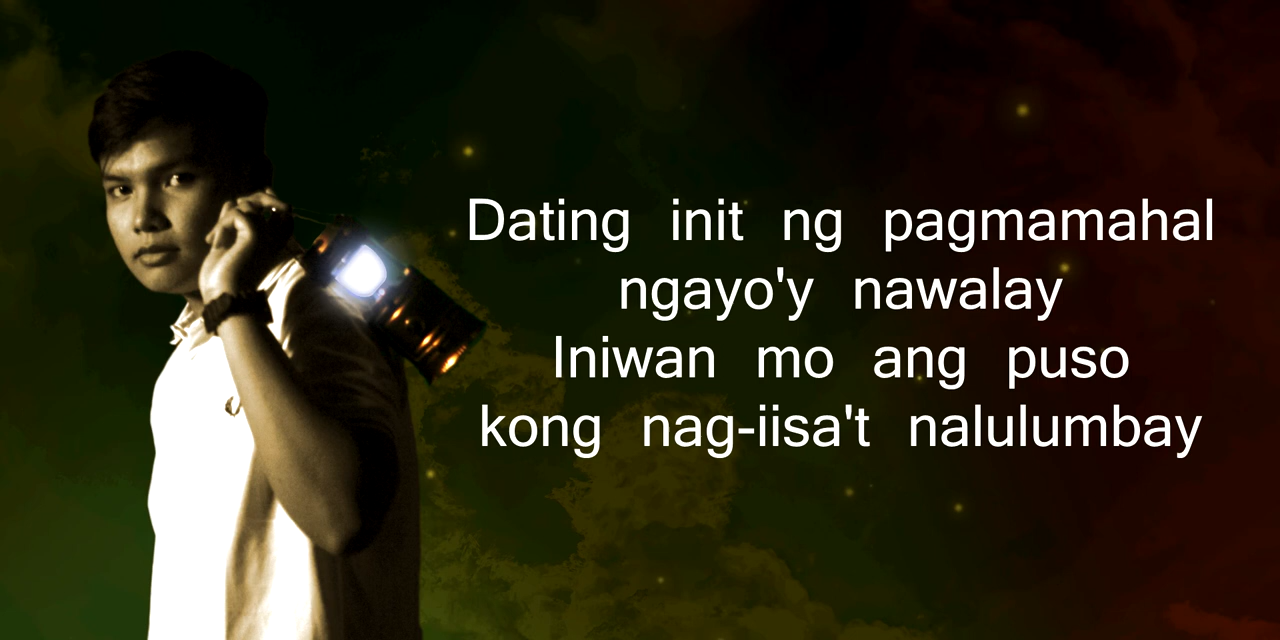 Dating init ng pagmamahal
ngayo'y nawalay
Iniwan mo ang puso
kong nag-iisa't nalulumbay